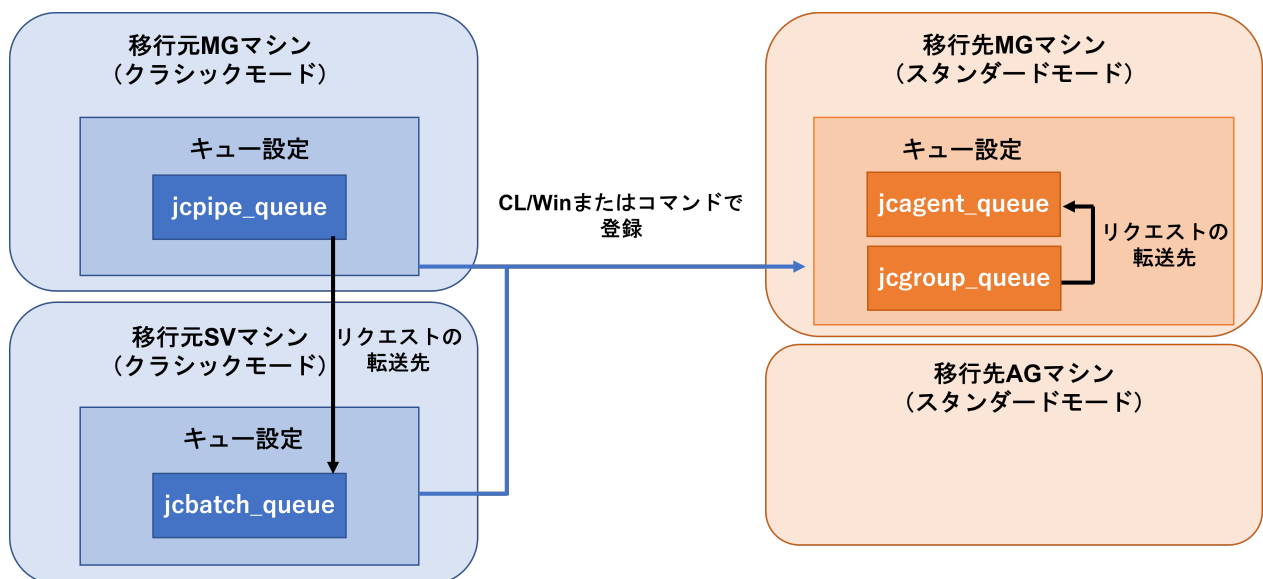 移行元MGマシン
（クラシックモード）
キュー設定
jcpipe_queue
移行元SVマシン
（クラシックモード）
リクエストの
転送先
キュー設定
jcbatch_queue
CL/Winまたはコマンドで
登録
移行先MGマシン
（スタンダードモード）
キュー設定
jcagent_queue
jcgroup_queue
リクエストの
転送先
移行先AGマシン
（スタンダードモード）